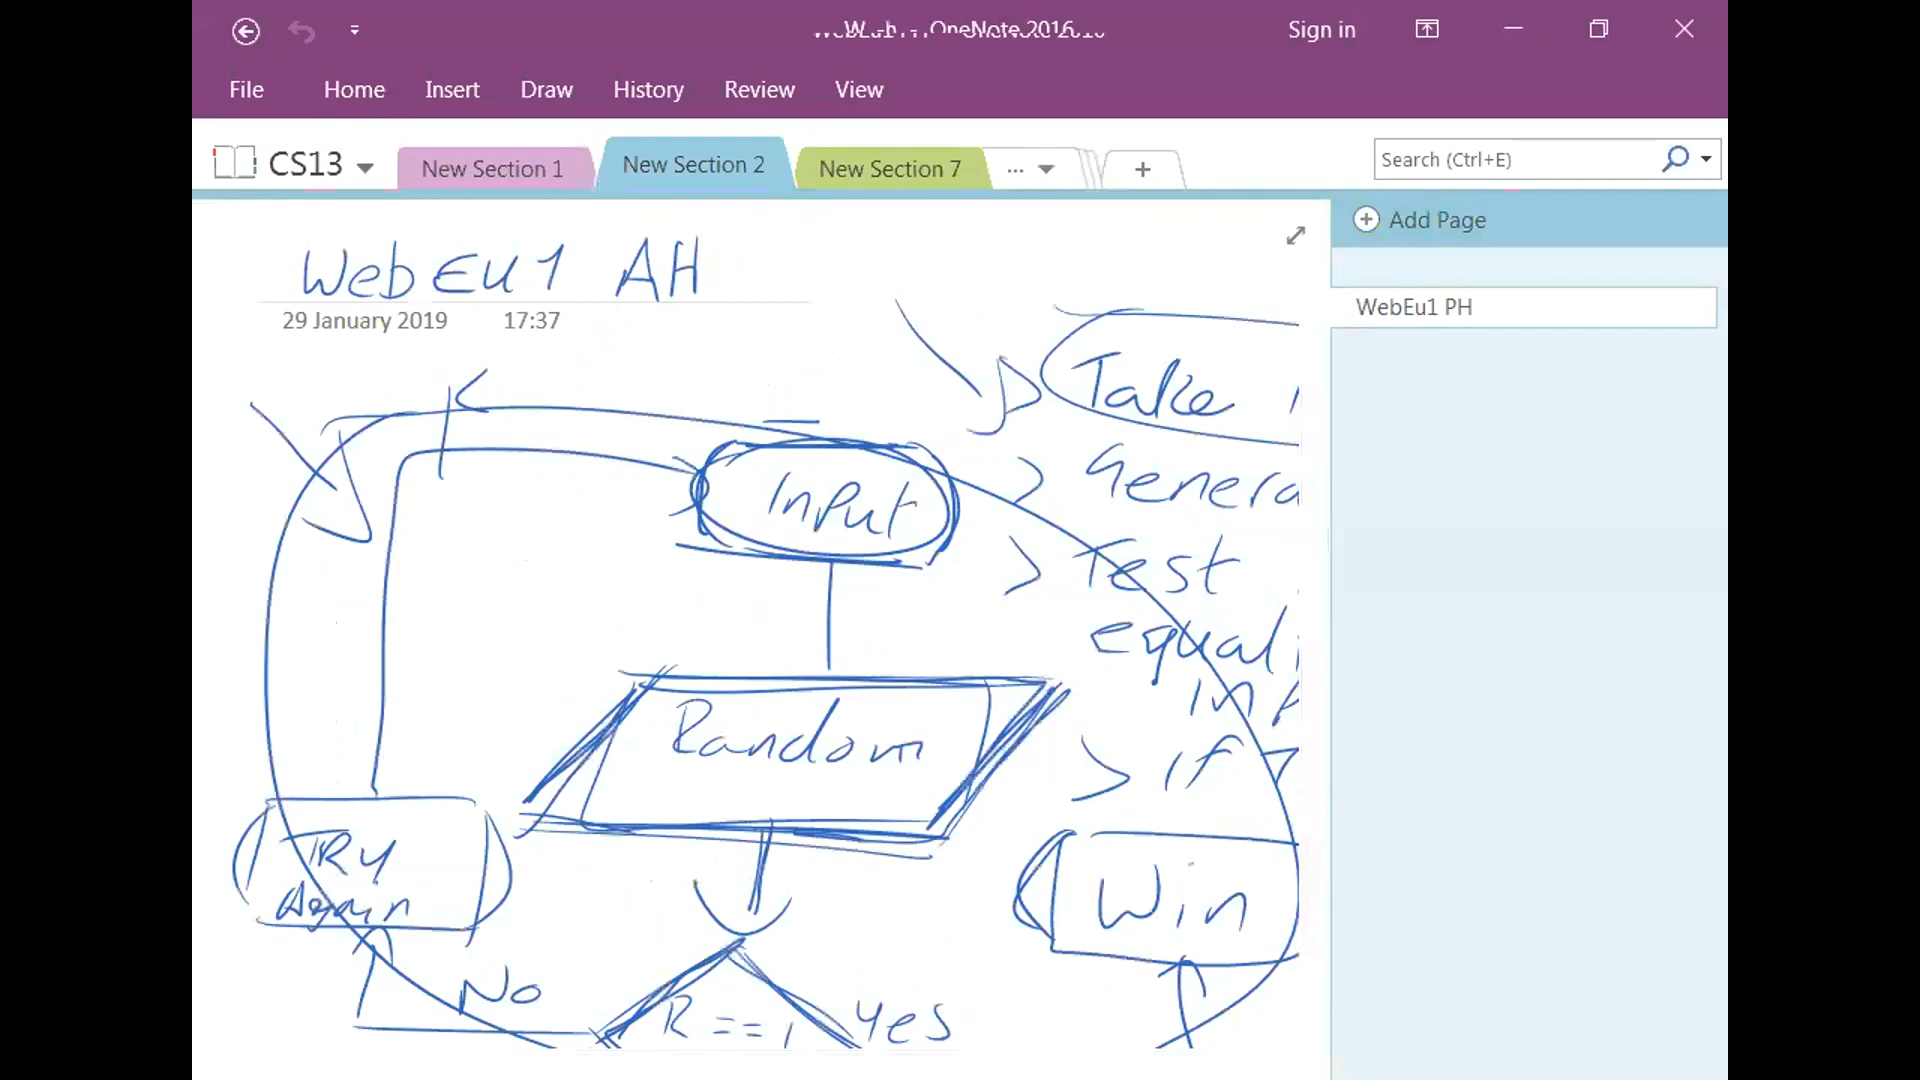 OneNote 2016
Sign in
File Home Insert Draw History Review View
CS13
New Section 1
New Section 2
New Section 7
...
Search (Ctrl+E)
Add Page
WebEu1 PH
WebEu1 AH
29 January 2019 17:37
Take
> Genera
> Test
equal
> if
Input
Random
TRY
Again
Win
No
R ==
Yes